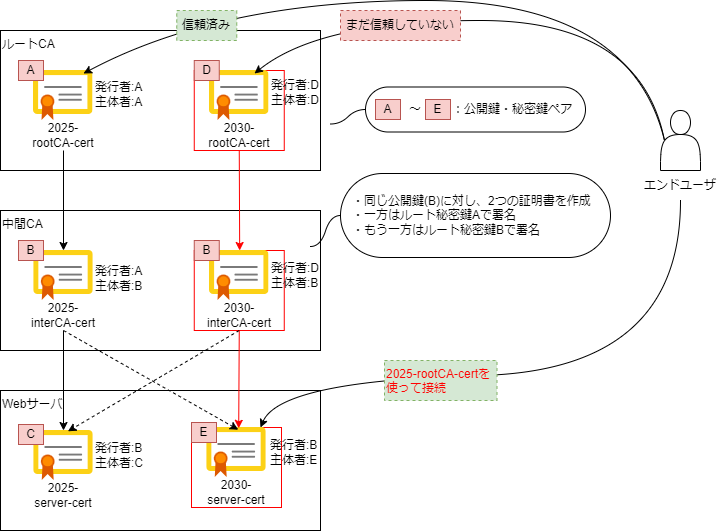 信頼済み
まだ信頼していない
ルートCA
A
発行者:A
主体者:A
2025-
rootCA-cert
D
発行者:D
主体者:D
2030-
rootCA-cert
A ～ E：公開鍵・秘密鍵ペア
エンドユーザ
・同じ公開鍵(B)に対し、2つの証明書を作成
・一方はルート秘密鍵Aで署名
・もう一方はルート秘密鍵Bで署名
中間CA
B
発行者:A
主体者:B
2025-
interCA-cert
B
発行者:D
主体者:B
2030-
interCA-cert
2025-rootCA-certを
使って接続
Webサーバ
C
発行者:B
主体者:C
2025-
server-cert
E
発行者:B
主体者:E
2030-
server-cert